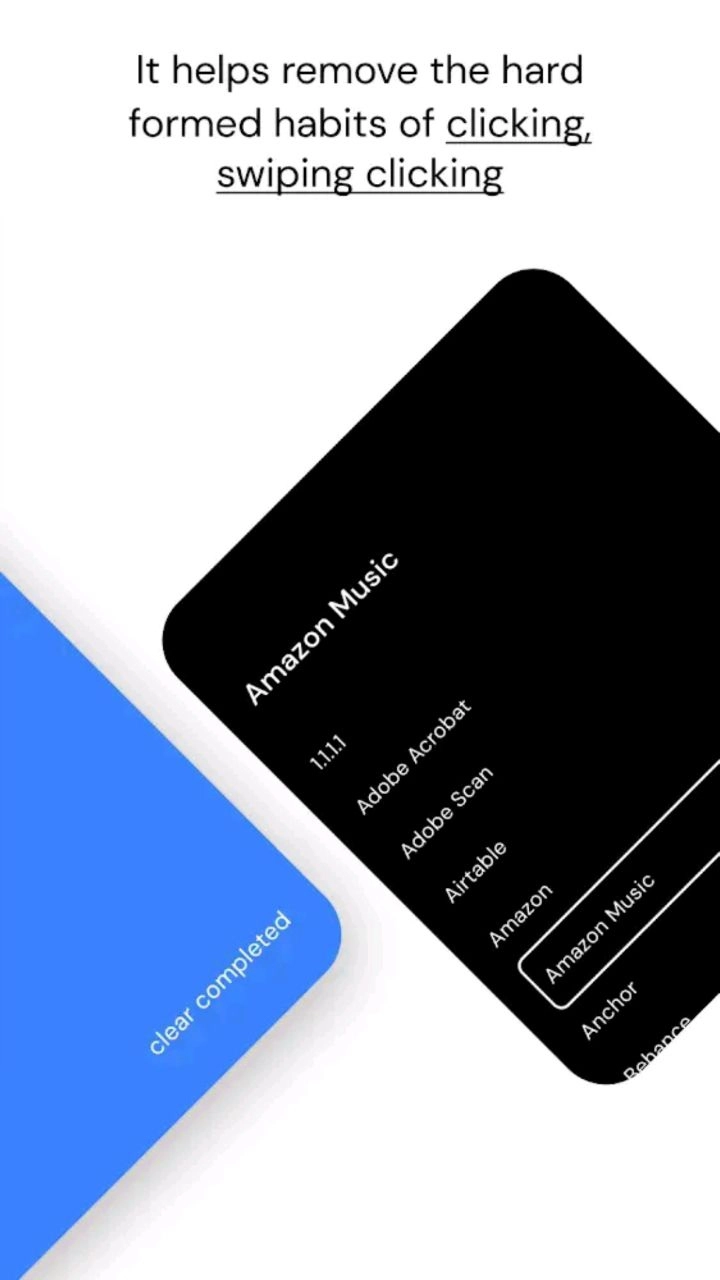 It helps remove the hard
formed habits of clicking,
swiping clicking
Amazon Music
1.1.1.1
Adobe Acrobat
Adobe Scan
Airtable
Amazon
Amazon Music
Anchor
Behance
clear completed